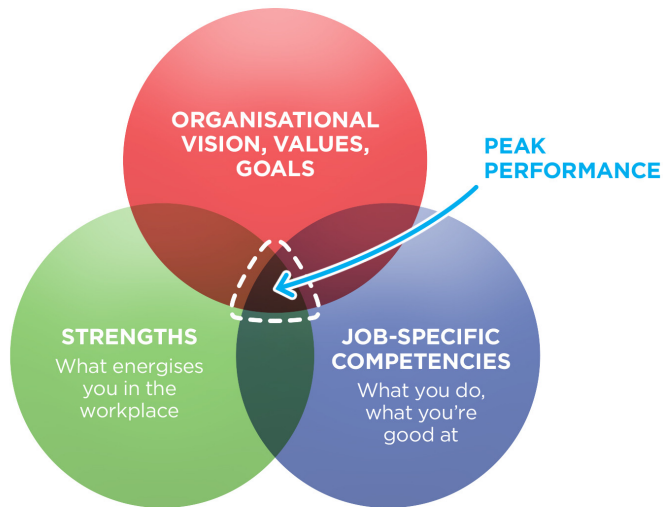 ORGANISATIONAL
VISION, VALUES,
GOALS
PEAK
PERFORMANCE
STRENGTHS
What energises
you in the
workplace
JOB-SPECIFIC
COMPETENCIES
What you do,
what you're
good at